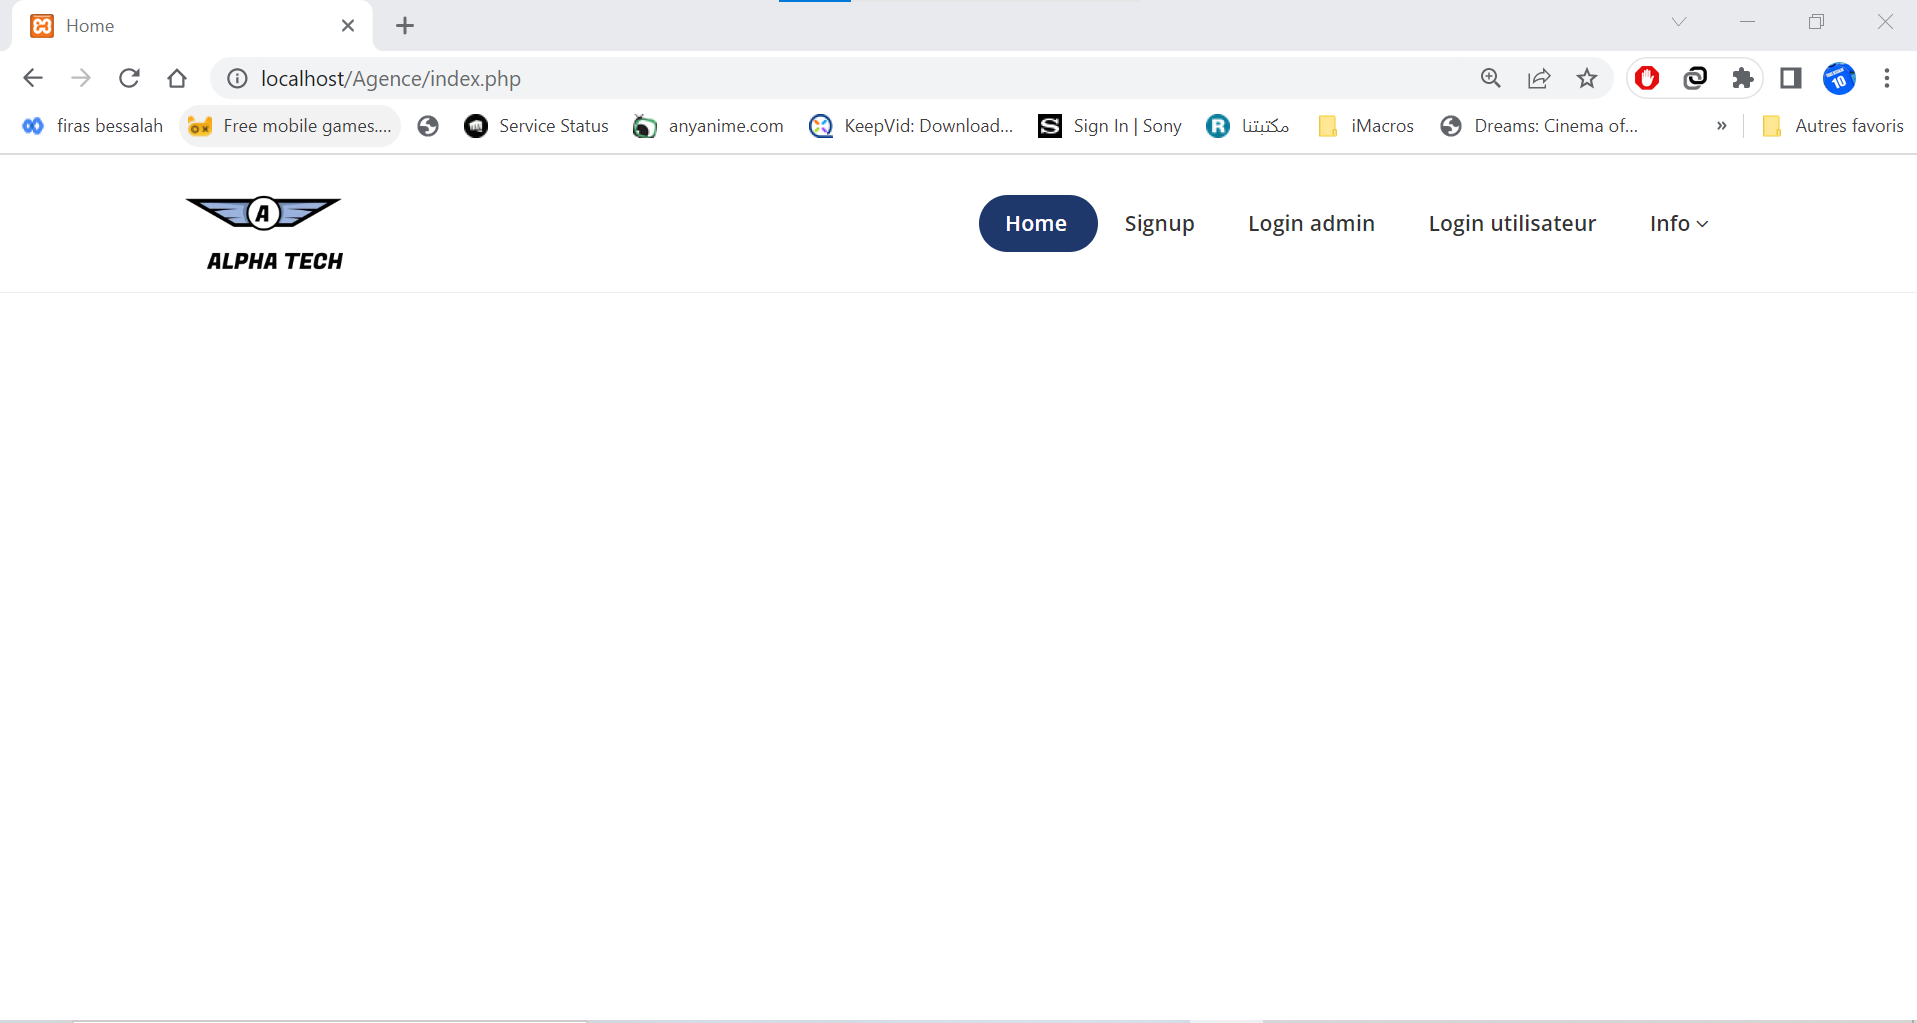 Home
localhost/Agence/index.php
firas bessalah Free mobile games.... Service Status anyanime.com KeepVid: Download... Sign In | Sony مكتبتنا iMacros Dreams: Cinema of... » Autres favoris
A
ALPHA TECH
Home Signup Login admin Login utilisateur Info